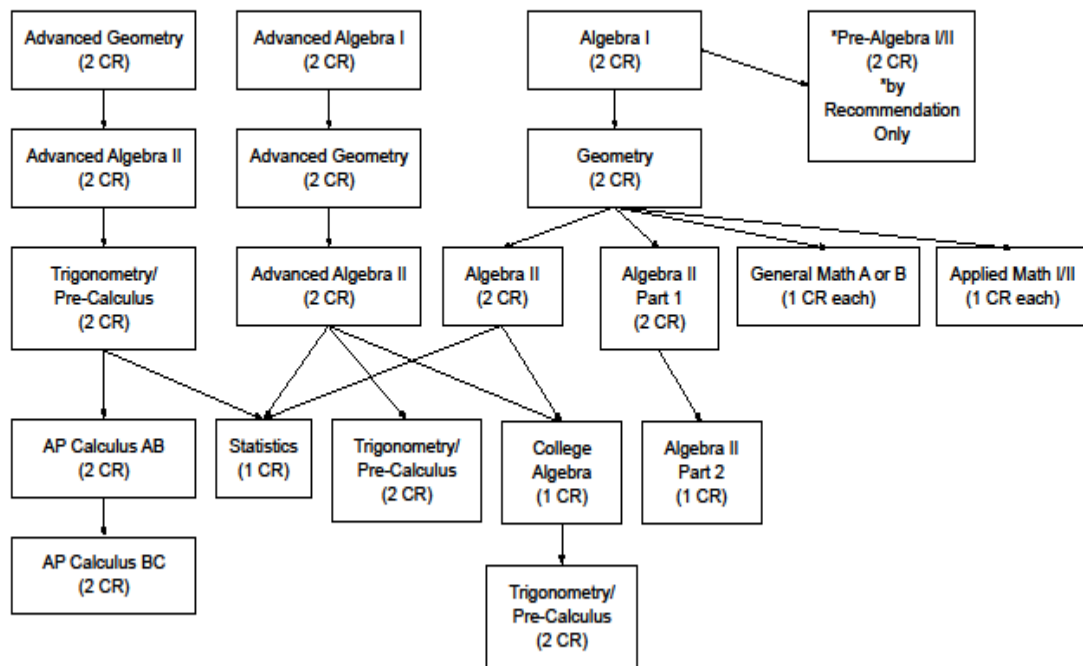 Advanced Geometry
(2 CR)
Advanced Algebra I
(2 CR)
Algebra I
(2 CR)
*Pre-Algebra I/II
(2 CR)
*by
Recommendation
Only
Advanced Algebra II
(2 CR)
Advanced Geometry
(2 CR)
Geometry
(2 CR)
Trigonometry/
Pre-Calculus
(2 CR)
Advanced Algebra II
(2 CR)
Algebra II
(2 CR)
Algebra II
Part 1
(2 CR)
General Math A or B
(1 CR each)
Applied Math I/II
(1 CR each)
AP Calculus AB
(2 CR)
Statistics
(1 CR)
Trigonometry/
Pre-Calculus
(2 CR)
College
Algebra
(1 CR)
Algebra II
Part 2
(1 CR)
AP Calculus BC
(2 CR)
Trigonometry/
Pre-Calculus
(2 CR)